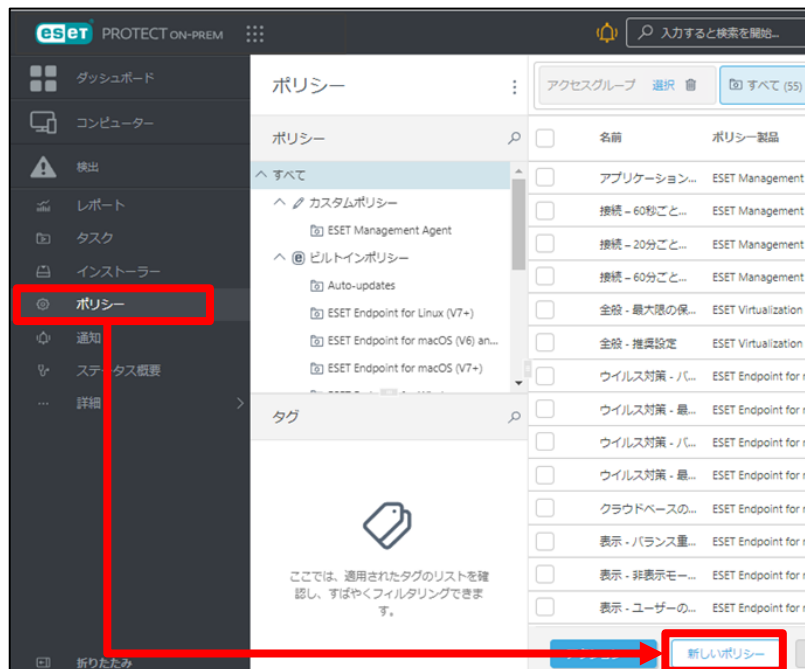 eset PROTECT ON-PREM
入力すると検索を開始...
ダッシュボード
コンピューター
検出
レポート
タスク
インストーラー
ポリシー
通知
ステータス概要
詳細
折りたたみ
ポリシー
ポリシー
すべて
カスタムポリシー
ESET Management Agent
ビルトインポリシー
Auto-updates
ESET Endpoint for Linux (V7+)
ESET Endpoint for macOS (V6) an...
ESET Endpoint for macOS (V7+)
タグ
ここでは、適用されたタグのリストを確
認し、すばやくフィルタリングできま
す。
アクセスグループ 選択 すべて (55)
名前 ポリシー製品
アプリケーション... ESET Management
接続 – 60秒ごと... ESET Management
接続 – 20分ごと... ESET Management
接続 – 60分ごと... ESET Management
全般 - 最大限の保... ESET Virtualization
全般 - 推奨設定 ESET Virtualization
ウイルス対策 - バ... ESET Endpoint for
ウイルス対策 - 最... ESET Endpoint for
ウイルス対策 - バ... ESET Endpoint for
ウイルス対策 - 最... ESET Endpoint for
クラウドベースの... ESET Endpoint for
表示 - バランス重... ESET Endpoint for
表示 - 非表示モー... ESET Endpoint for
表示 - ユーザーの... ESET Endpoint for
新しいポリシー